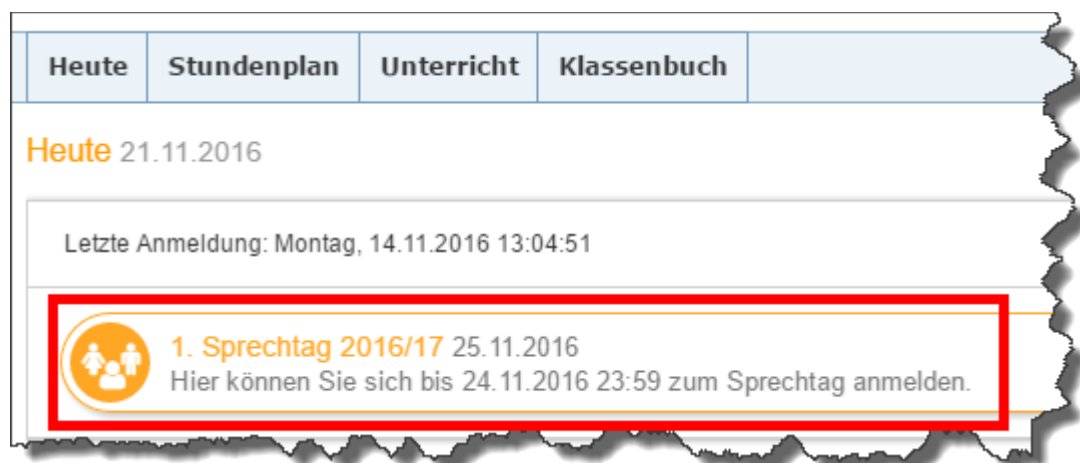 Heute Stundenplan Unterricht Klassenbuch
Heute 21.11.2016
Letzte Anmeldung: Montag, 14.11.2016 13:04:51
1. Sprechtag 2016/17 25.11.2016
Hier können Sie sich bis 24.11.2016 23:59 zum Sprechtag anmelden.